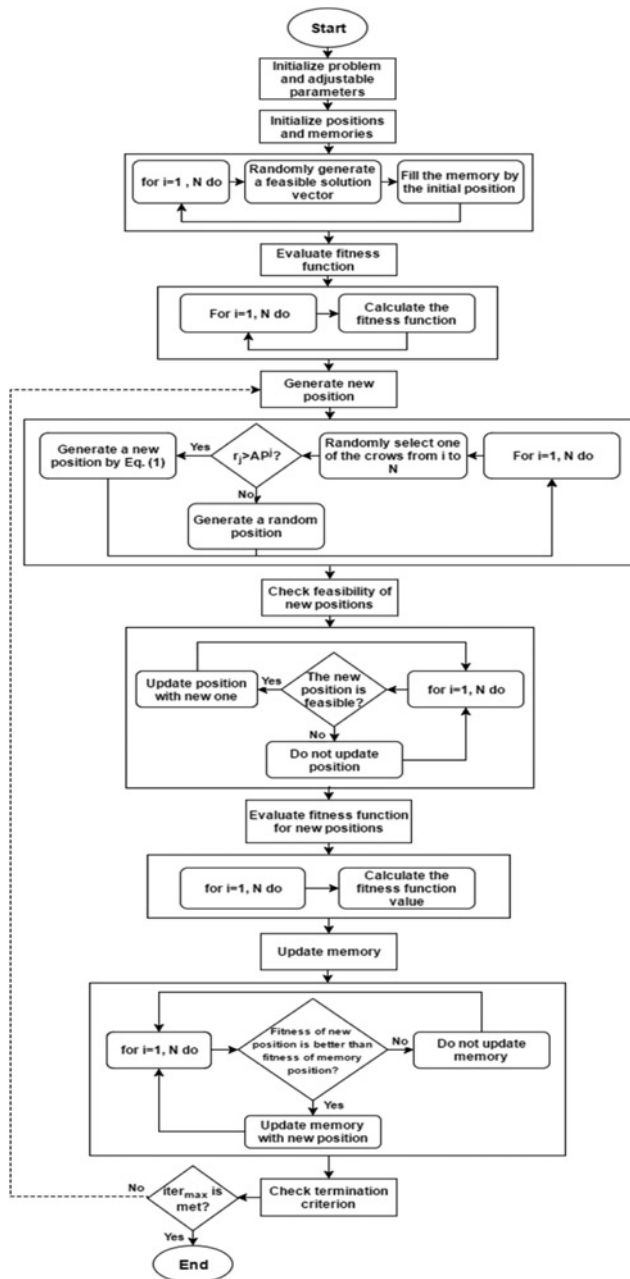 Start
Initialize problem
and adjustable
parameters
Initialize positions
and memories
for i=1 , N do
Randomly generate
a feasible solution
vector
Fill the memory by
the initial position
Evaluate fitness
function
For i=1, N do
Calculate the
fitness function
Generate new
position
Generate a new
position by Eq. (1)
Yes
rj>APj?
Randomly select one
of the crows from i to
N
For i=1, N do
No
Generate a random
position
Check feasibility of
new positions
Update position
with new one
Yes
The new
position is
feasible?
for i=1, N do
No
Do not update
position
Evaluate fitness function
for new positions
for i=1, N do
Calculate the
fitness function
value
Update memory
for i=1, N do
Fitness of new
position is better than
fitness of memory
position?
No
Do not update
memory
Yes
Update memory
with new position
No
itermax is
met?
Check termination
criterion
Yes
End